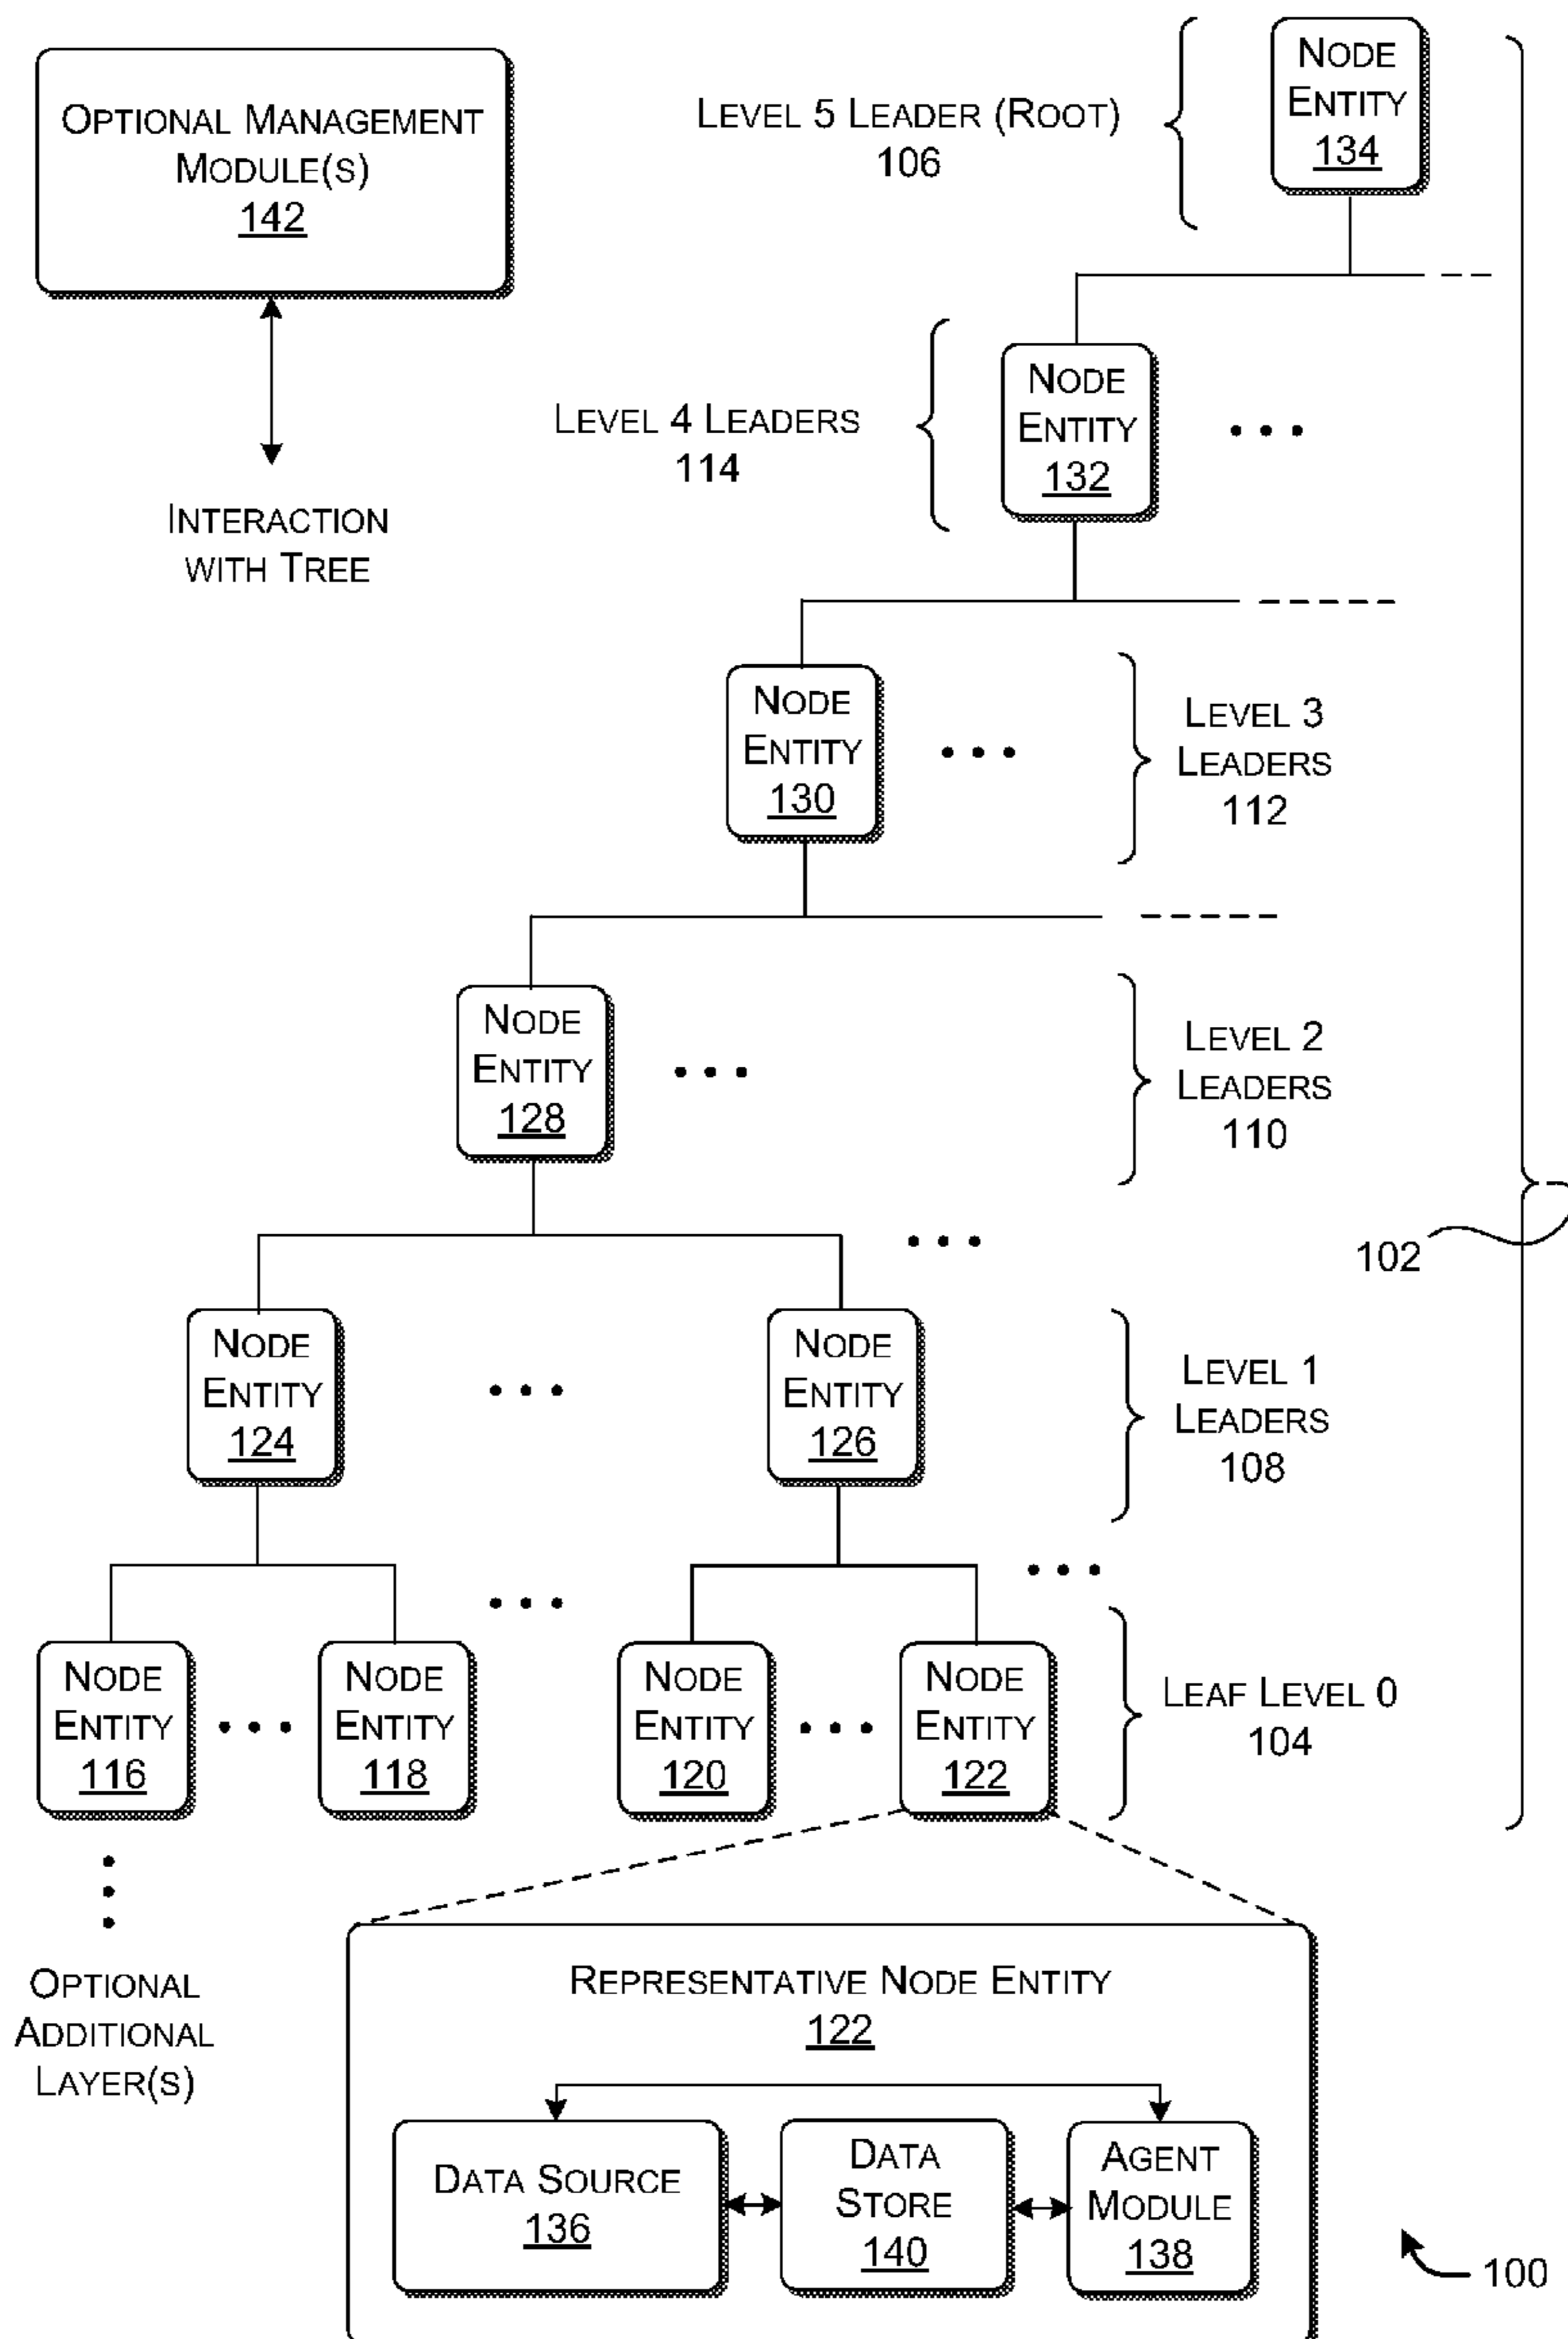 OPTIONAL MANAGEMENT
MODULE(S)
142
INTERACTION
WITH TREE
LEVEL 5 LEADER (ROOT)
106
NODE
ENTITY
134
LEVEL 4 LEADERS
114
NODE
ENTITY
132
• • •
NODE
ENTITY
130
• • •
LEVEL 3
LEADERS
112
NODE
ENTITY
128
• • •
LEVEL 2
LEADERS
110
• • •
102
NODE
ENTITY
124
• • •
NODE
ENTITY
126
LEVEL 1
LEADERS
108
• • •
• • •
NODE
ENTITY
116
• • •
NODE
ENTITY
118
NODE
ENTITY
120
• • •
NODE
ENTITY
122
LEAF LEVEL 0
104
OPTIONAL
ADDITIONAL
LAYER(S)
REPRESENTATIVE NODE ENTITY
122
DATA SOURCE
136
DATA
STORE
140
AGENT
MODULE
138
100